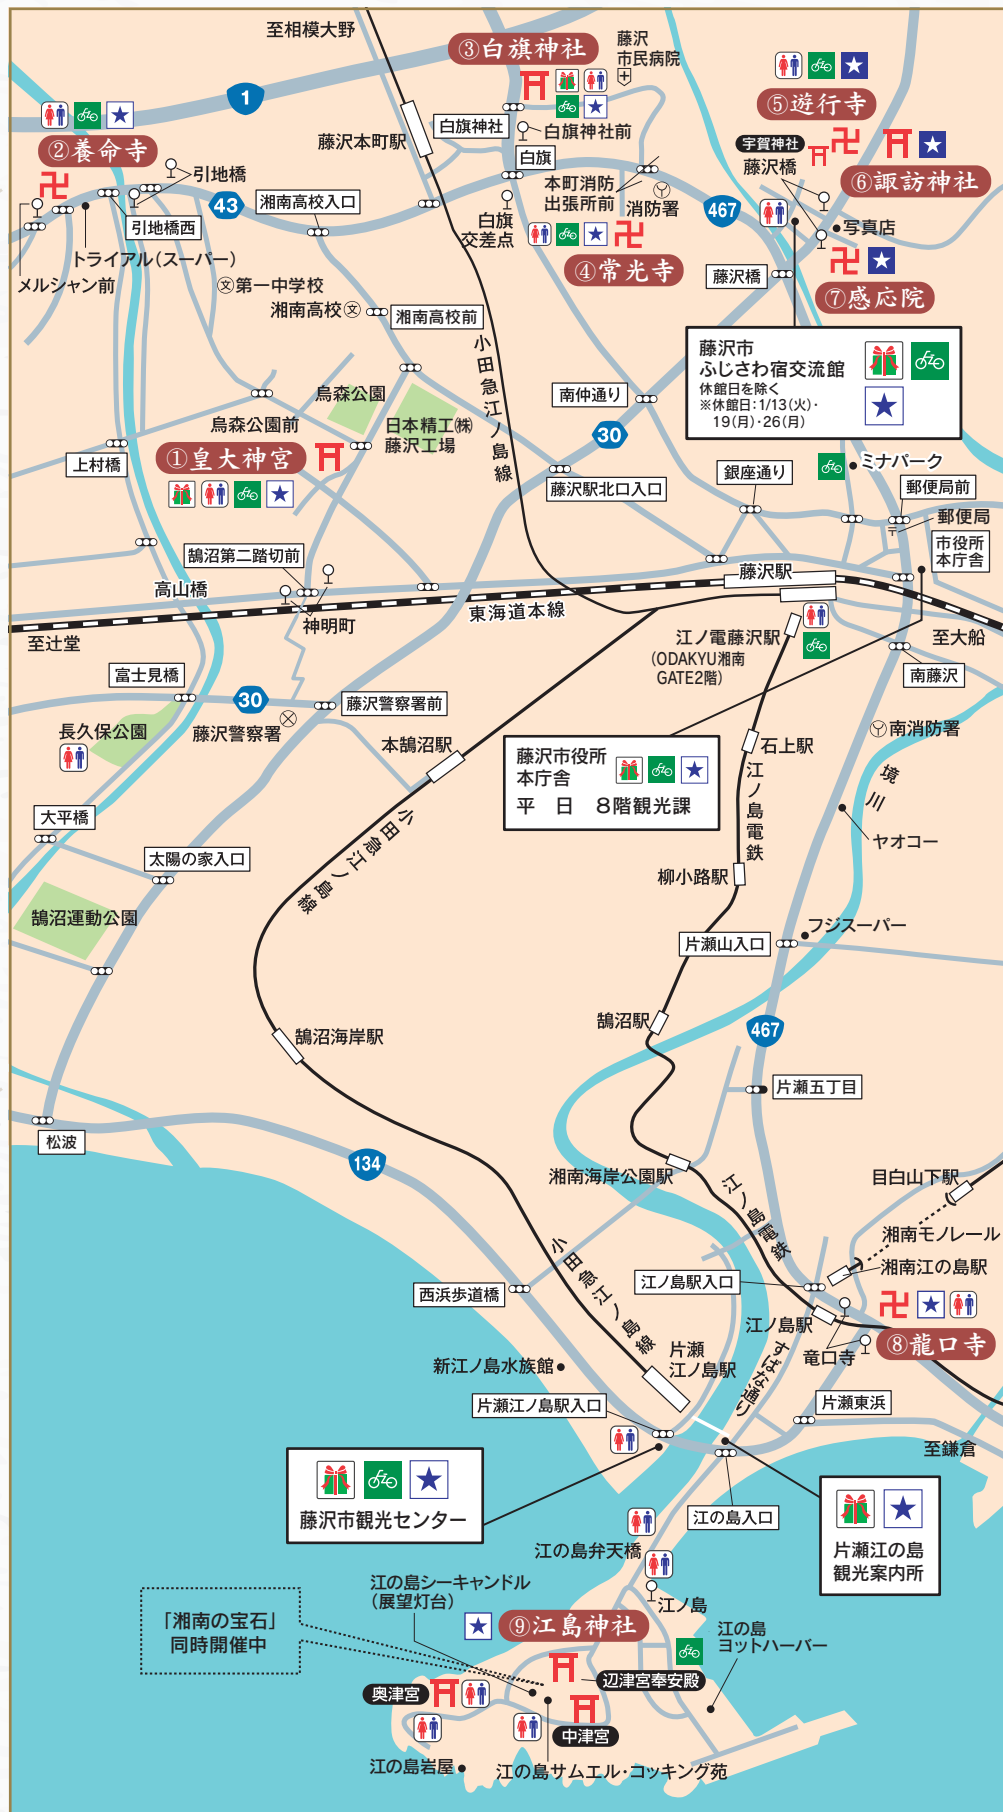 至相模大野
1
③白旗神社
藤沢
市民病院
⑤遊行寺
宇賀神社
藤沢橋
⑥諏訪神社
写真店
⑦感応院
②養命寺
引地橋
43
引地橋西
トライアル(スーパー)
メルシャン前
湘南高校入口
藤沢本町駅
白旗神社
白旗神社前
白旗
白旗
交差点
本町消防
出張所前
消防署
467
④常光寺
藤沢橋
文第一中学校
湘南高校文
湘南高校前
小田急江ノ島線
藤沢市
ふじさわ宿交流館
休館日を除く
※休館日:1/13(火)・
19(月)・26(月)
烏森公園
烏森公園前
日本精工㈱
藤沢工場
南仲通り
30
上村橋
①皇大神宮
藤沢駅北口入口
銀座通り
ミナパーク
郵便局前
〒
郵便局
市役所
本庁舎
鵠沼第二踏切前
高山橋
神明町
藤沢駅
東海道本線
至辻堂
至大船
江ノ電藤沢駅
(ODAKYU湘南
GATE2階)
南藤沢
富士見橋
30
藤沢警察署前
藤沢警察署
長久保公園
本鵠沼駅
石上駅
南消防署
境川
藤沢市役所
本庁舎
平 日 8階観光課
江ノ島電鉄
ヤオコー
大平橋
太陽の家入口
小田急江ノ島線
柳小路駅
鵠沼運動公園
フジスーパー
片瀬山入口
鵠沼駅
467
鵠沼海岸駅
片瀬五丁目
松波
134
湘南海岸公園駅
目白山下駅
江ノ島電鉄
湘南モノレール
湘南江の島駅
西浜歩道橋
小田急江ノ島線
江ノ島駅入口
江ノ島駅
竜口寺
⑧龍口寺
新江ノ島水族館
片瀬
江ノ島駅
すばな通り
片瀬江ノ島駅入口
片瀬東浜
至鎌倉
藤沢市観光センター
江の島入口
片瀬江の島
観光案内所
江の島弁天橋
江の島シーキャンドル
(展望灯台)
江ノ島
「湘南の宝石」
同時開催中
⑨江島神社
江の島
ヨットハーバー
辺津宮奉安殿
奥津宮
中津宮
江の島岩屋
江の島サムエル・コッキング苑